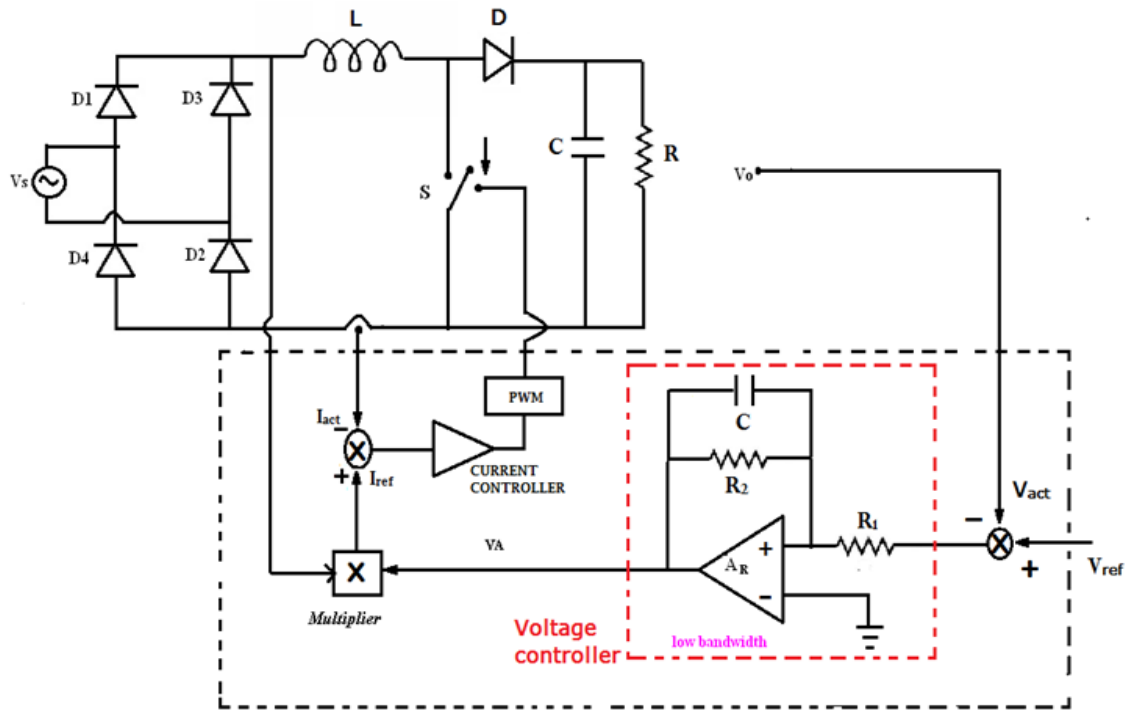 L
D
D1
D3
C
R
Vs
S
Vo
D4
D2
PWM
Iact
−
C
+
Iref
CURRENT
CONTROLLER
R2
Vact
R1
−
VA
+
AR
−
X
+
Vref
Multiplier
Voltage
controller
low bandwidth